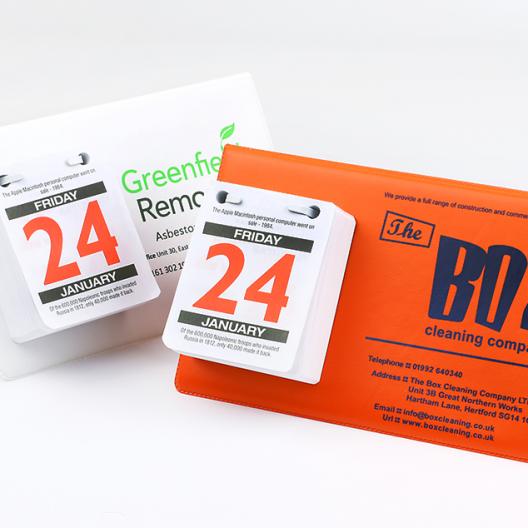 The Apple Macintosh personal computer went on
sale - 1984.
FRIDAY
24
JANUARY
Of the 600,000 Napoleonic troops who invaded
Russia in 1812, only 40,000 made it back.
Greenfield
Remo
Asbesto
Unit 30, East
161 302
The Apple Macintosh personal computer went on
sale - 1984.
FRIDAY
24
JANUARY
Of the 600,000 Napoleonic troops who invaded
Russia in 1812, only 40,000 made it back.
We provide a full range of construction and comme
The
BO
cleaning compa
Telephone :: 01992 640340
Address :: The Box Cleaning Company LT
Unit 3B Great Northern Works
Hartham Lane, Hertford SG14 1
Email :: info@boxcleaning.co.uk
Url :: www.boxcleaning.co.uk